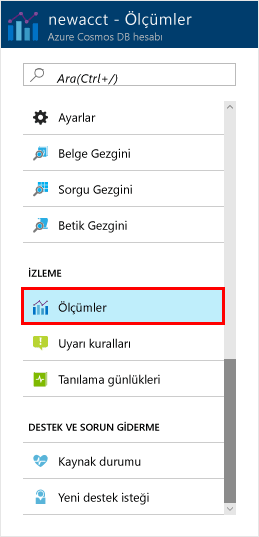 newacct - Ölçümler
Azure Cosmos DB hesabı
Ara(Ctrl+/)
Ayarlar
Belge Gezgini
Sorgu Gezgini
Betik Gezgini
İZLEME
Ölçümler
Uyarı kuralları
Tanılama günlükleri
DESTEK VE SORUN GİDERME
Kaynak durumu
Yeni destek isteği